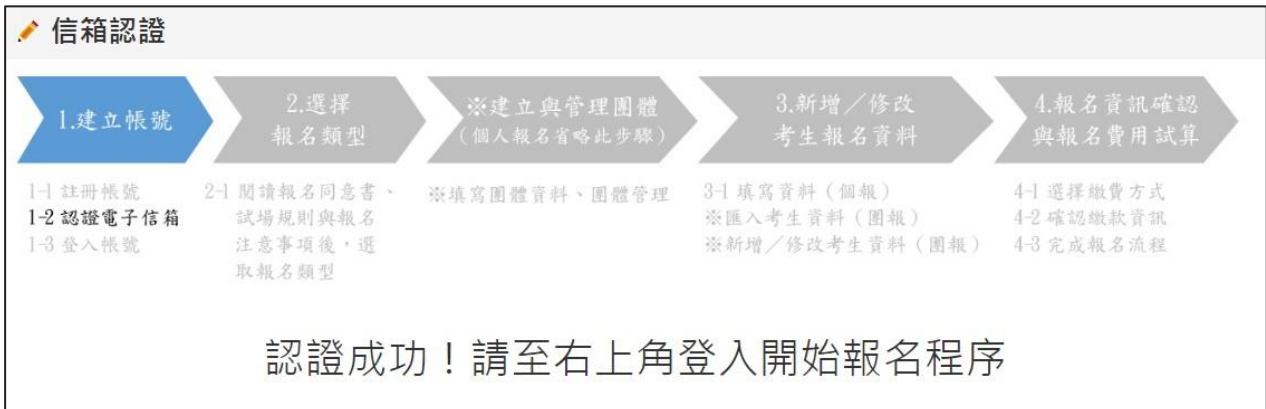 信箱認證
1.建立帳號
2.選擇
報名類型
※建立與管理團體
(個人報名省略此步驟)
3.新增／修改
考生報名資料
4.報名資訊確認
與報名費用試算
1-1 註冊帳號
1-2 認證電子信箱
1-3 登入帳號
2-1 閱讀報名同意書、
試場規則與報名
注意事項後，選
取報名類型
※填寫團體資料、團體管理
3-1 填寫資料（個報）
※匯入考生資料（團報）
※新增／修改考生資料（團報）
4-1 選擇繳費方式
4-2 確認繳款資訊
4-3 完成報名流程
認證成功！請至右上角登入開始報名程序